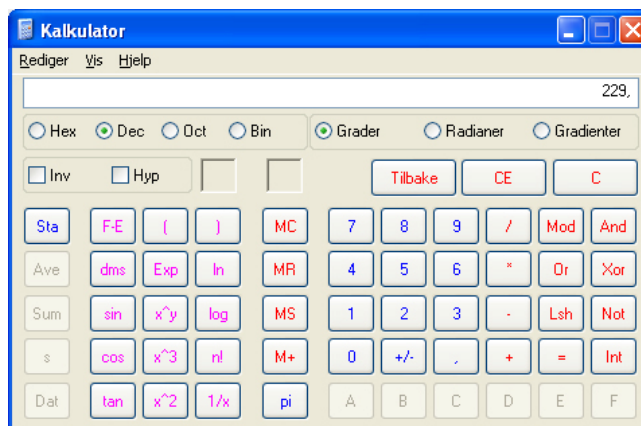 Kalkulator
Rediger Vis Hjelp
229,
Hex Dec Oct Bin Grader Radianer Gradienter
Inv Hyp Tilbake CE C
Sta F-E ( ) MC 7 8 9 / Mod And
Ave dms Exp ln MR 4 5 6 * Or Xor
Sum sin x^y log MS 1 2 3 - Lsh Not
s cos x^3 n! M+ 0 +/- , + = Int
Dat tan x^2 1/x pi A B C D E F